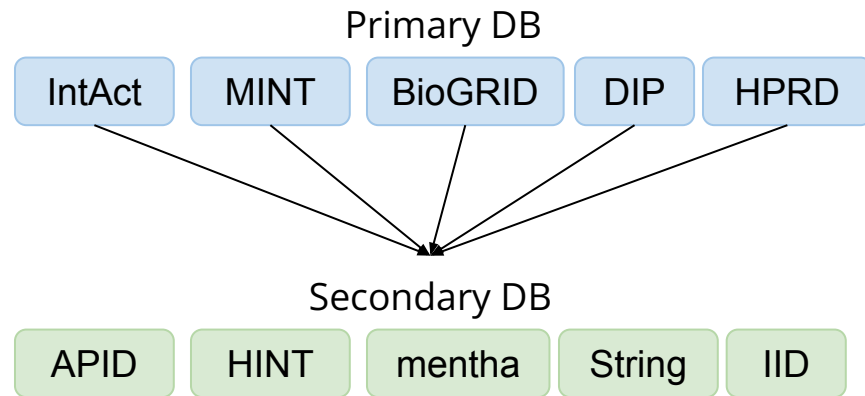 Primary DB
IntAct MINT BioGRID DIP HPRD
Secondary DB
APID HINT mentha String IID